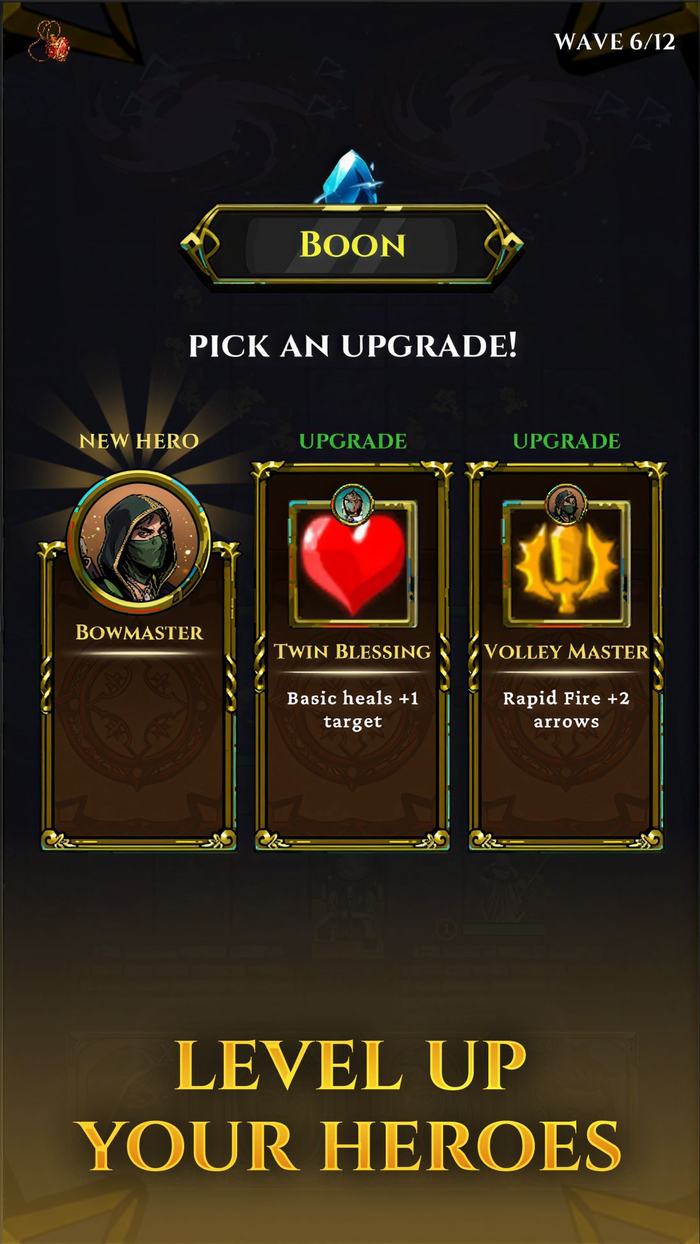 WAVE 6/12
BOON
PICK AN UPGRADE!
NEW HERO
UPGRADE
UPGRADE
BOWMASTER
TWIN BLESSING
VOLLEY MASTER
Basic heals +1
target
Rapid Fire +2
arrows
LEVEL UP
YOUR HEROES